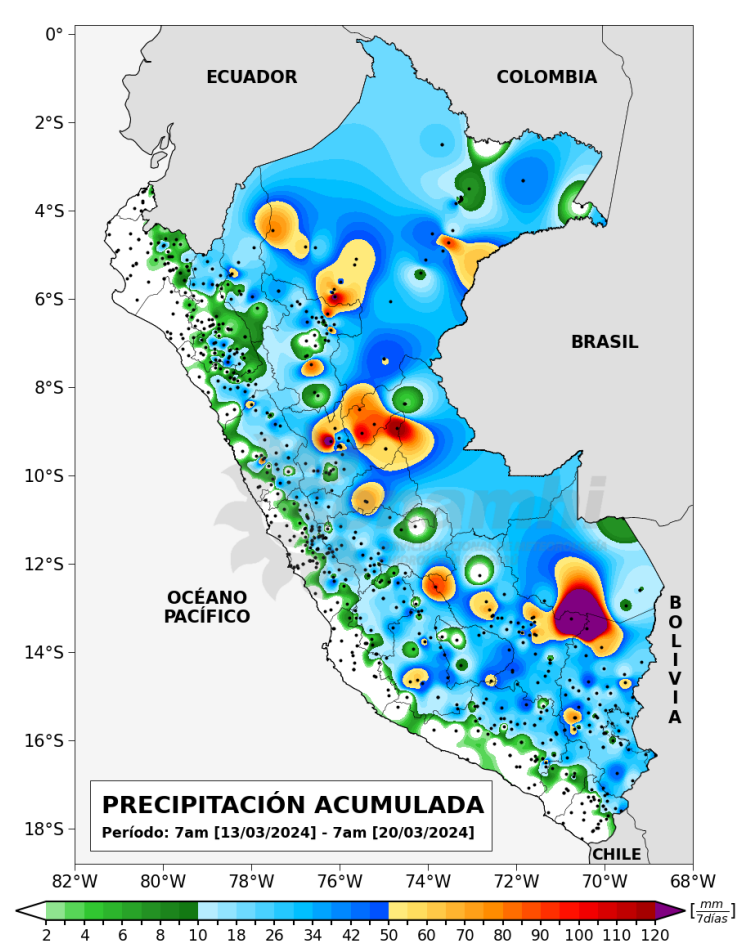 0°
ECUADOR
COLOMBIA
2°S
4°S
6°S
BRASIL
8°S
10°S
12°S
OCÉANO
PACÍFICO
B
O
L
I
V
I
A
14°S
16°S
PRECIPITACIÓN ACUMULADA
Período: 7am [13/03/2024] - 7am [20/03/2024]
18°S
CHILE
82°W 80°W 78°W 76°W 74°W 72°W 70°W 68°W
2 4 6 8 10 18 26 34 42 50 60 70 80 90 100 110 120
[mm/7días]